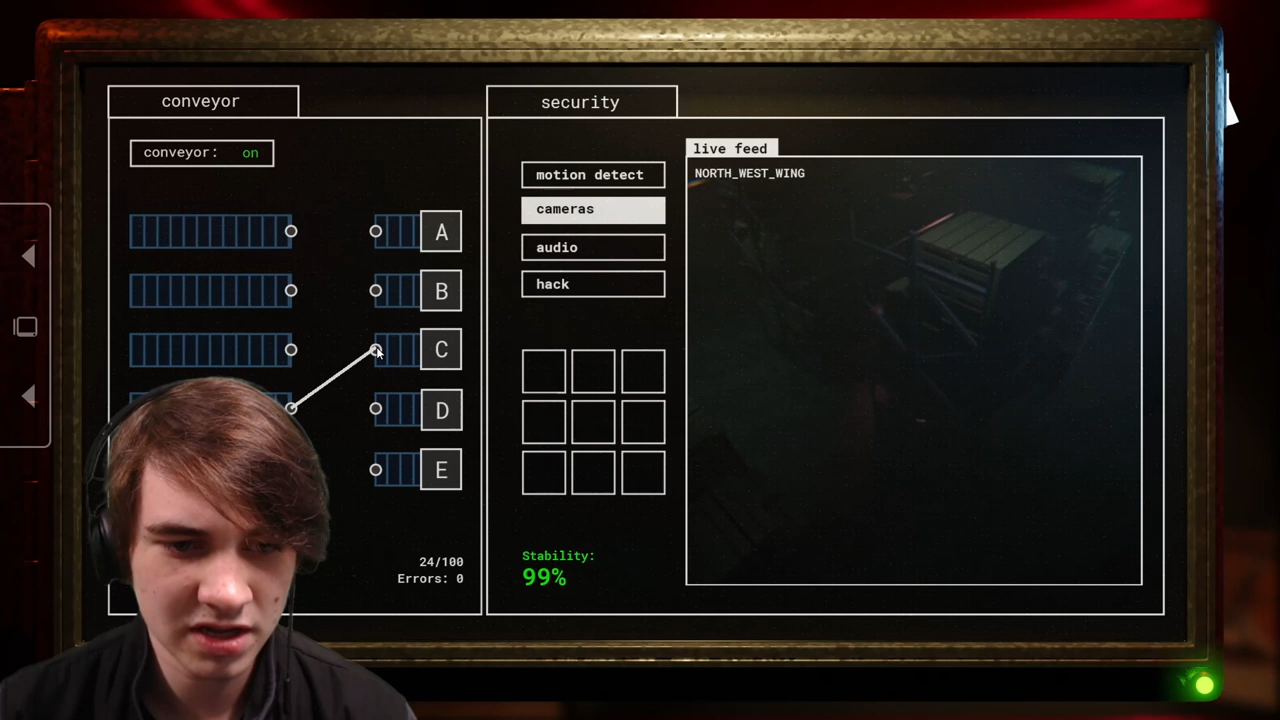 conveyor
conveyor: on
A
B
C
D
E
24/100
Errors: 0
security
motion detect
cameras
audio
hack
Stability:
99%
live feed
NORTH_WEST_WING